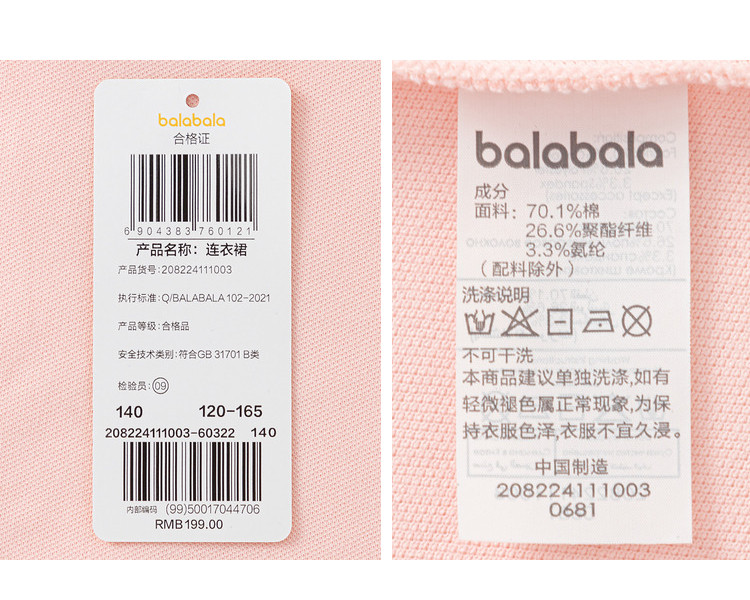 balabala
合格证
6 904383 760121
产品名称：连衣裙
产品货号：208224111003
执行标准：Q/BALABALA 102-2021
产品等级：合格品
安全技术类别：符合GB 31701 B类
检验员：09
140 120-165
208224111003-60322 140
内部编码 (99)50017044706
RMB199.00
balabala
成分
面料：70.1%棉
26.6%聚酯纤维
3.3%氨纶
（配料除外）
洗涤说明
不可干洗
本商品建议单独洗涤,如有
轻微褪色属正常现象,为保
持衣服色泽,衣服不宜久浸。
中国制造
208224111003
0681